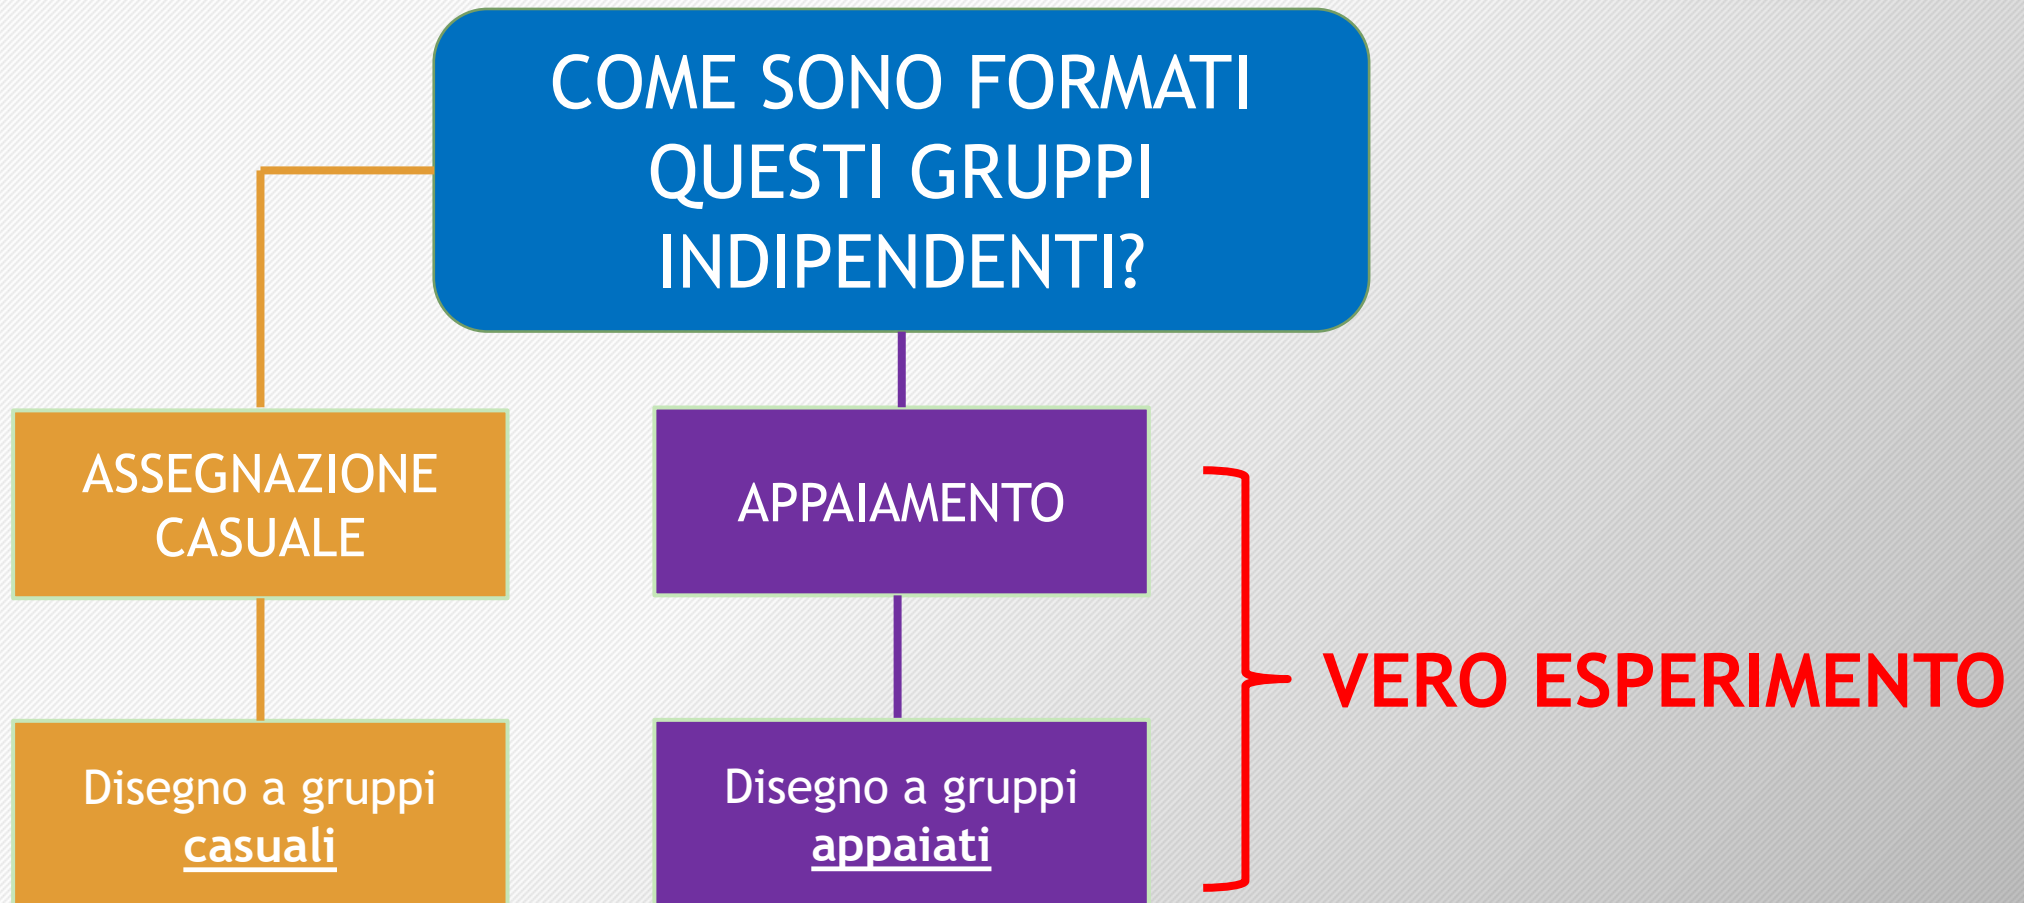 COME SONO FORMATI
QUESTI GRUPPI
INDIPENDENTI?
ASSEGNAZIONE
CASUALE
APPAIAMENTO
VERO ESPERIMENTO
Disegno a gruppi
casuali
Disegno a gruppi
appaiati